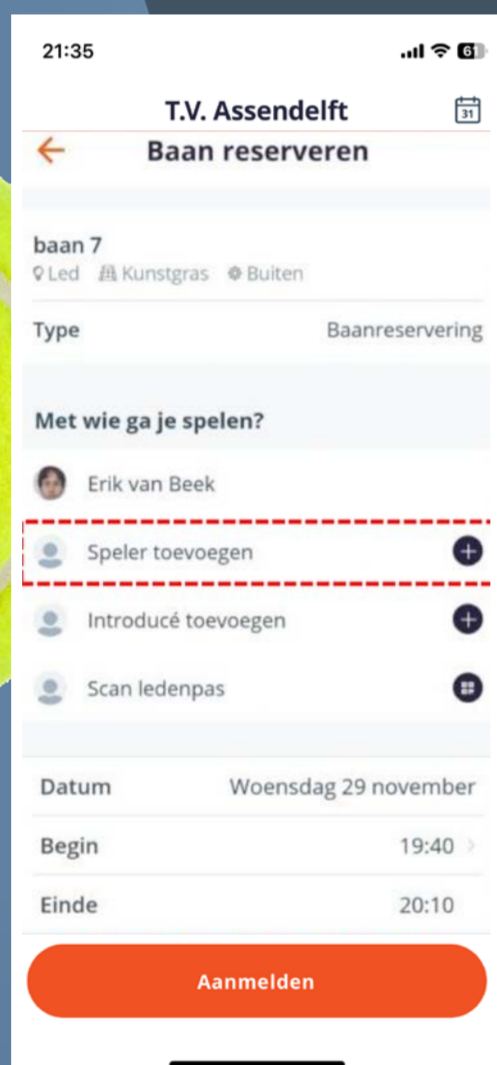 21:35
61
T.V. Assendelft
31
Baan reserveren
baan 7
Led Kunstgras Buiten
Type Baanreservering
Met wie ga je spelen?
Erik van Beek
Speler toevoegen
Introducé toevoegen
Scan ledenpas
Datum Woensdag 29 november
Begin 19:40
Einde 20:10
Aanmelden